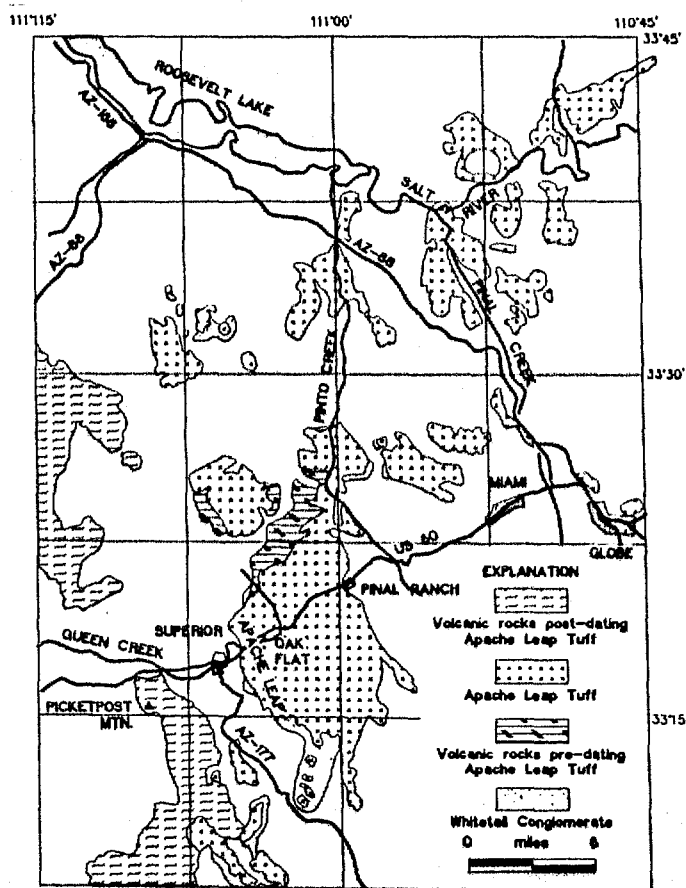 111°15'
111°00'
110°45'
33°45'
ROOSEVELT LAKE
AZ-188
SALT
RIVER
AZ-88
AZ-88
PINAL
CREEK
PINTO CREEK
33°30'
MIAMI
US 60
GLOBE
PINAL RANCH
EXPLANATION
Volcanic rocks post-dating
Apache Leap Tuff
SUPERIOR
QUEEN CREEK
OAK
FLAT
APACHE LEAP
Apache Leap Tuff
PICKETPOST
MTN.
33°15
AZ-177
Volcanic rocks pre-dating
Apache Leap Tuff
Whitetail Conglomerate
0 miles 6